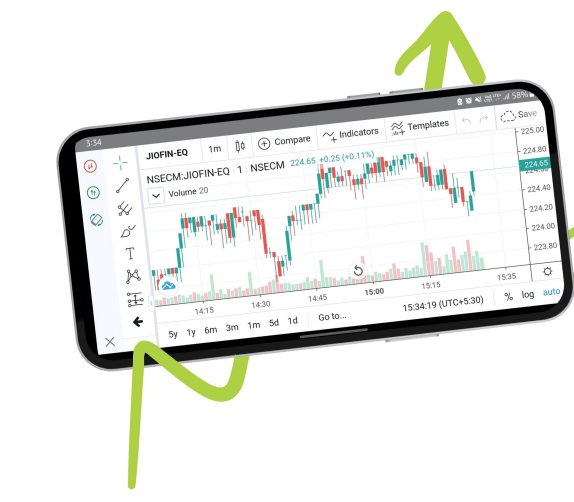 3:34
58%
JIOFIN-EQ 1m Compare Indicators Templates Save
NSECM:JIOFIN-EQ · 1 · NSECM 224.65 +0.25 (+0.11%)
Volume 20
225.00
224.80
224.65
224.40
224.20
224.00
223.80
T
14:15 14:30 14:45 15:00 15:15 15:35
5y 1y 6m 3m 1m 5d 1d Go to... 15:34:19 (UTC+5:30) % log auto